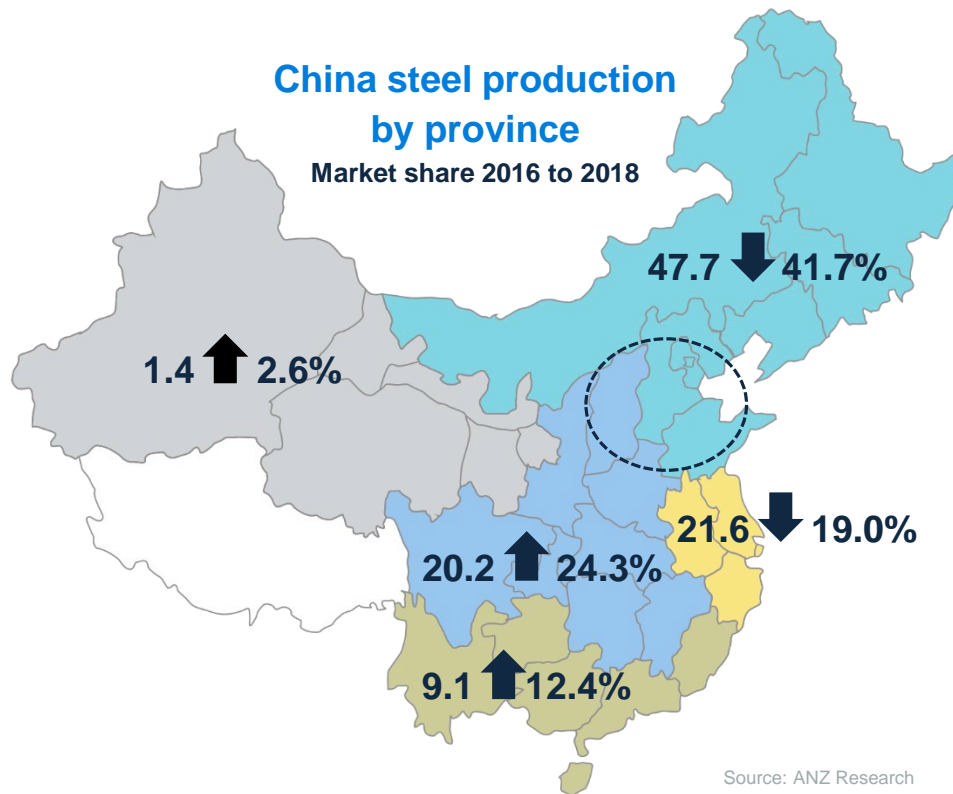 China steel production
by province
Market share 2016 to 2018
47.7 41.7%
1.4 2.6%
21.6 19.0%
20.2 24.3%
9.1 12.4%
Source: ANZ Research